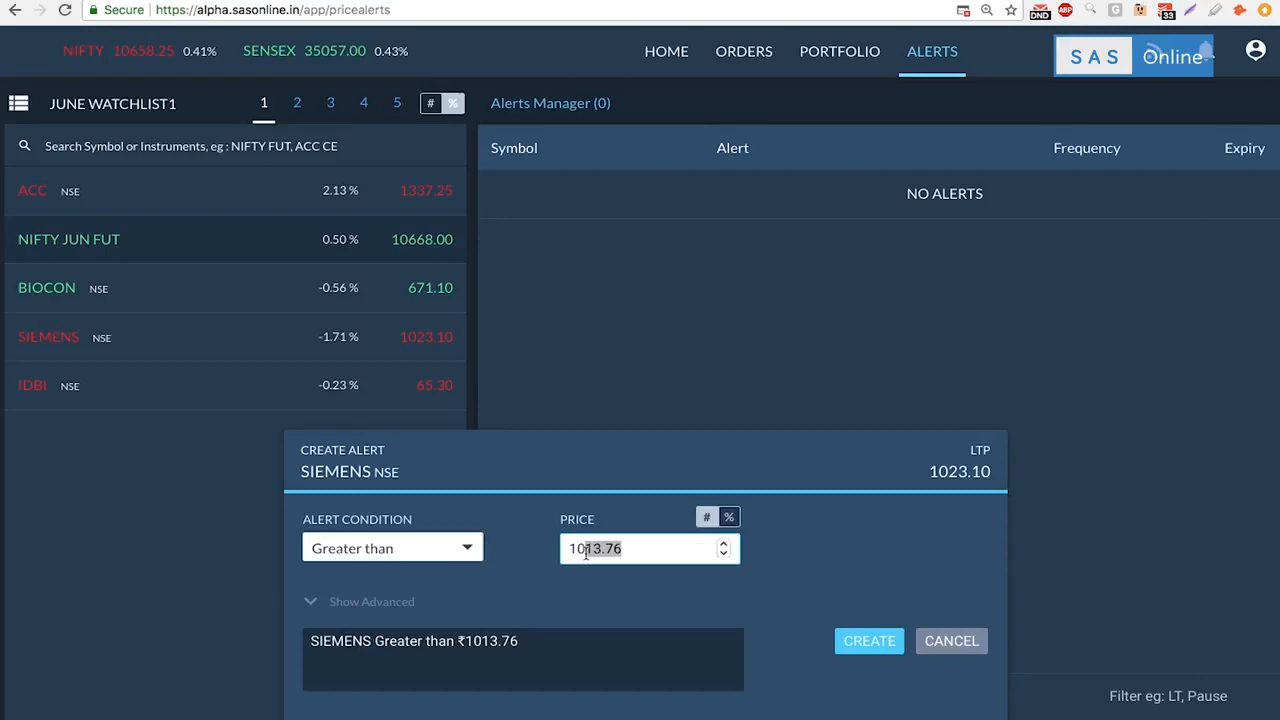 Secure https://alpha.sasonline.in/app/pricealerts
DND ABP G 33
NIFTY 10658.25 0.41% SENSEX 35057.00 0.43% HOME ORDERS PORTFOLIO ALERTS SAS Online
JUNE WATCHLIST1 1 2 3 4 5 # % Alerts Manager (0)
Search Symbol or Instruments, eg : NIFTY FUT, ACC CE Symbol Alert Frequency Expiry
ACC NSE 2.13 % 1337.25 NO ALERTS
NIFTY JUN FUT 0.50 % 10668.00
BIOCON NSE -0.56 % 671.10
SIEMENS NSE -1.71 % 1023.10
IDBI NSE -0.23 % 65.30
CREATE ALERT LTP
SIEMENS NSE 1023.10
ALERT CONDITION PRICE # %
Greater than 1013.76
Show Advanced
SIEMENS Greater than ₹1013.76 CREATE CANCEL
Filter eg: LT, Pause